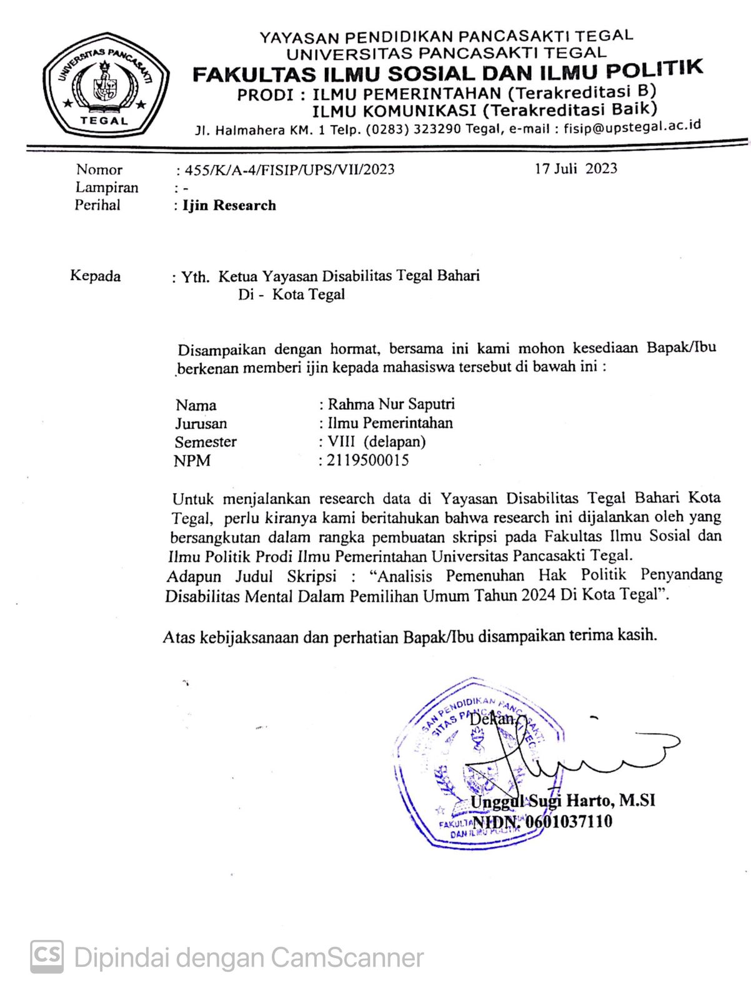 YAYASAN PENDIDIKAN PANCASAKTI TEGAL
UNIVERSITAS PANCASAKTI TEGAL
FAKULTAS ILMU SOSIAL DAN ILMU POLITIK
PRODI : ILMU PEMERINTAHAN (Terakreditasi B)
ILMU KOMUNIKASI (Terakreditasi Baik)
Jl. Halmahera KM. 1 Telp. (0283) 323290 Tegal, e-mail : fisip@upstegal.ac.id
UNIVERSITAS PANCASAKTI
TEGAL
Nomor : 455/K/A-4/FISIP/UPS/VII/2023 17 Juli 2023
Lampiran : -
Perihal : Ijin Research
Kepada : Yth. Ketua Yayasan Disabilitas Tegal Bahari
Di - Kota Tegal
Disampaikan dengan hormat, bersama ini kami mohon kesediaan Bapak/Ibu
berkenan memberi ijin kepada mahasiswa tersebut di bawah ini :
Nama : Rahma Nur Saputri
Jurusan : Ilmu Pemerintahan
Semester : VIII (delapan)
NPM : 2119500015
Untuk menjalankan research data di Yayasan Disabilitas Tegal Bahari Kota
Tegal, perlu kiranya kami beritahukan bahwa research ini dijalankan oleh yang
bersangkutan dalam rangka pembuatan skripsi pada Fakultas Ilmu Sosial dan
Ilmu Politik Prodi Ilmu Pemerintahan Universitas Pancasakti Tegal.
Adapun Judul Skripsi : “Analisis Pemenuhan Hak Politik Penyandang
Disabilitas Mental Dalam Pemilihan Umum Tahun 2024 Di Kota Tegal”.
Atas kebijaksanaan dan perhatian Bapak/Ibu disampaikan terima kasih.
PENDIDIKAN PANCASAKTI
PANCASAKTI TEGAL
Dekan
Unggul Sugi Harto, M.SI
NIDN. 0601037110
DAN ILMU POLITIK
CS Dipindai dengan CamScanner